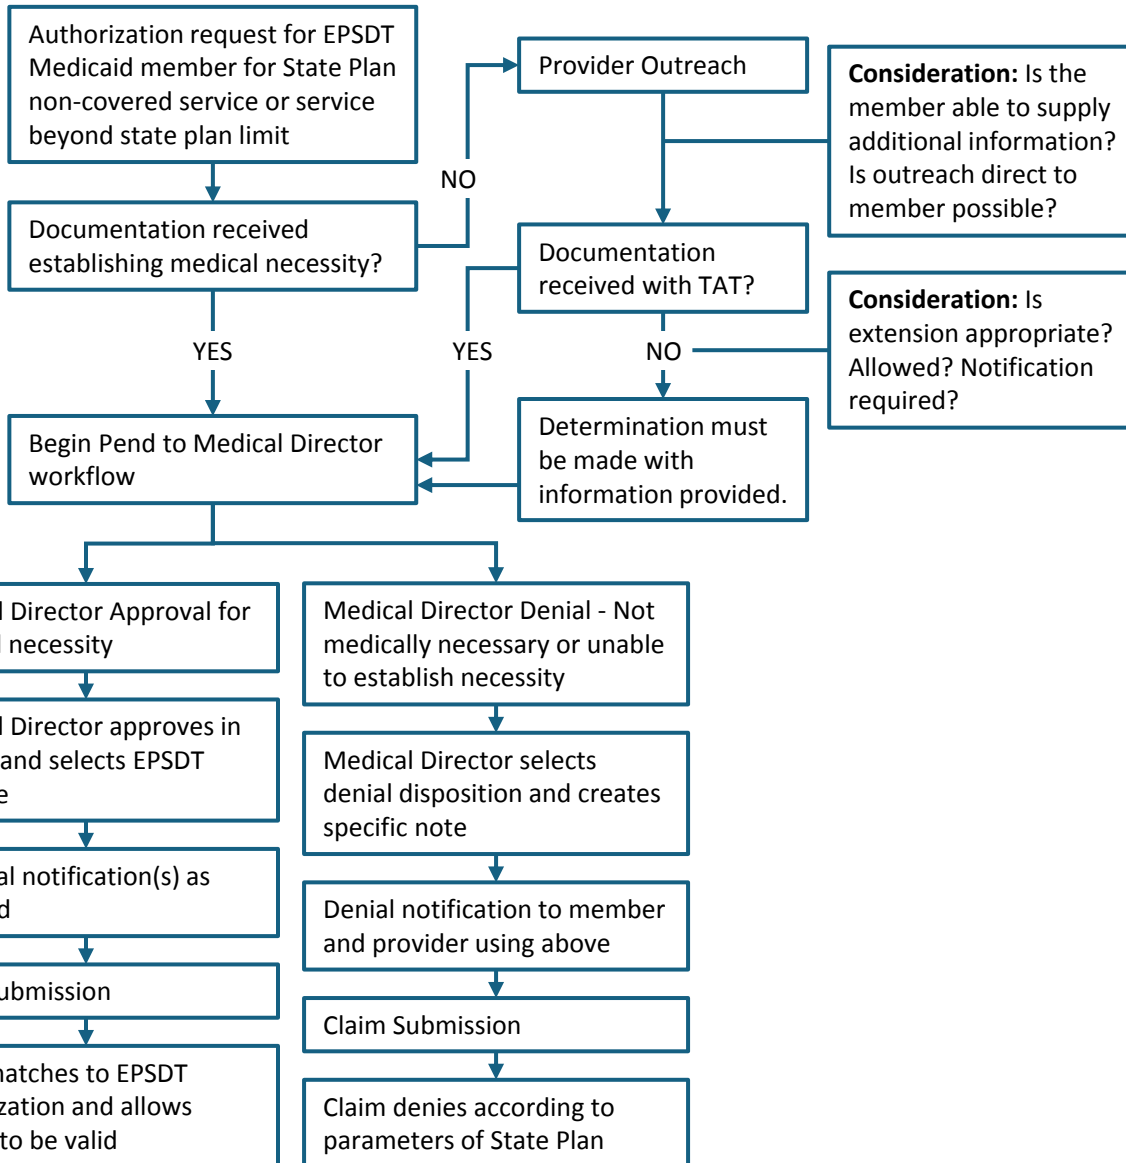 Authorization request for EPSDT
Medicaid member for State Plan
non-covered service or service
beyond state plan limit
Documentation received
establishing medical necessity?
NO
YES
Provider Outreach
Consideration: Is the
member able to supply
additional information?
Is outreach direct to
member possible?
Documentation
received with TAT?
YES
NO
Consideration: Is
extension appropriate?
Allowed? Notification
required?
Determination must
be made with
information provided.
Begin Pend to Medical Director
workflow
Director Approval for
necessity
Director approves in
and selects EPSDT
notification(s) as
matches to EPSDT
and allows
to be valid
Medical Director Denial - Not
medically necessary or unable
to establish necessity
Medical Director selects
denial disposition and creates
specific note
Denial notification to member
and provider using above
Claim Submission
Claim denies according to
parameters of State Plan